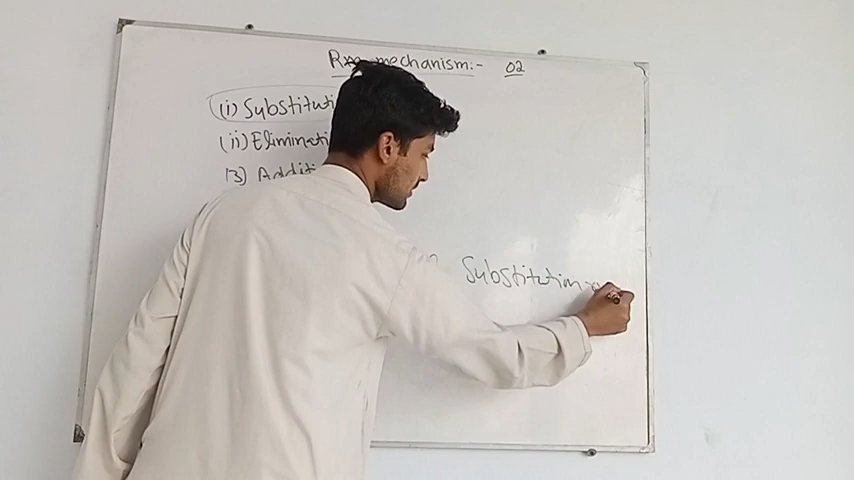 Rxn mechanism:- 02
(i) Substituti
(ii) Eliminati
(3) Additi
Substitution